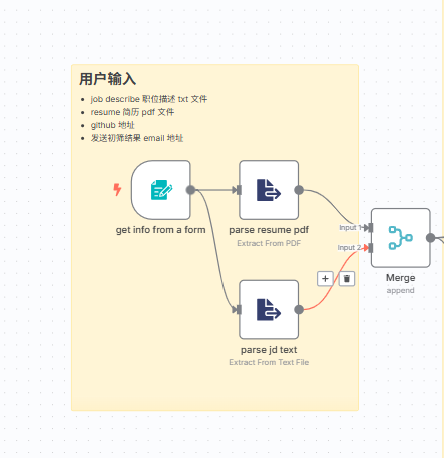 用户输入
job describe 职位描述 txt 文件
resume 简历 pdf 文件
github 地址
发送初筛结果 email 地址
get info from a form
parse resume pdf
Extract From PDF
Input 1
Input 2
Merge
append
parse jd text
Extract From Text File